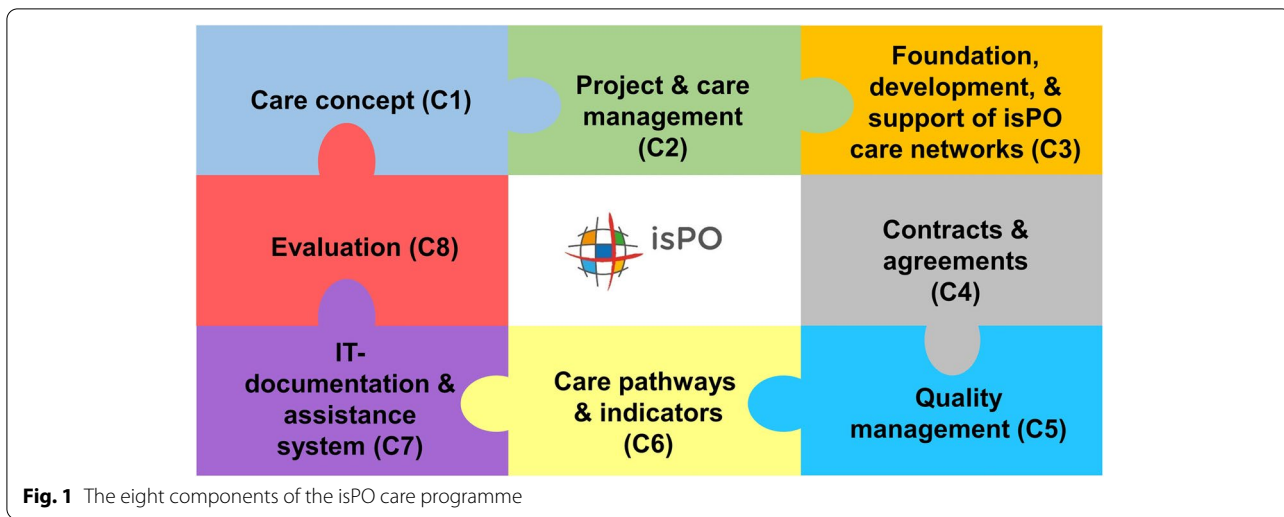 Care concept (C1)
Project & care
management
(C2)
Foundation,
development, &
support of isPO
care networks (C3)
Evaluation (C8)
isPO
Contracts &
agreements
(C4)
IT-
documentation &
assistance
system (C7)
Care pathways
& indicators
(C6)
Quality
management (C5)
Fig. 1 The eight components of the isPO care programme